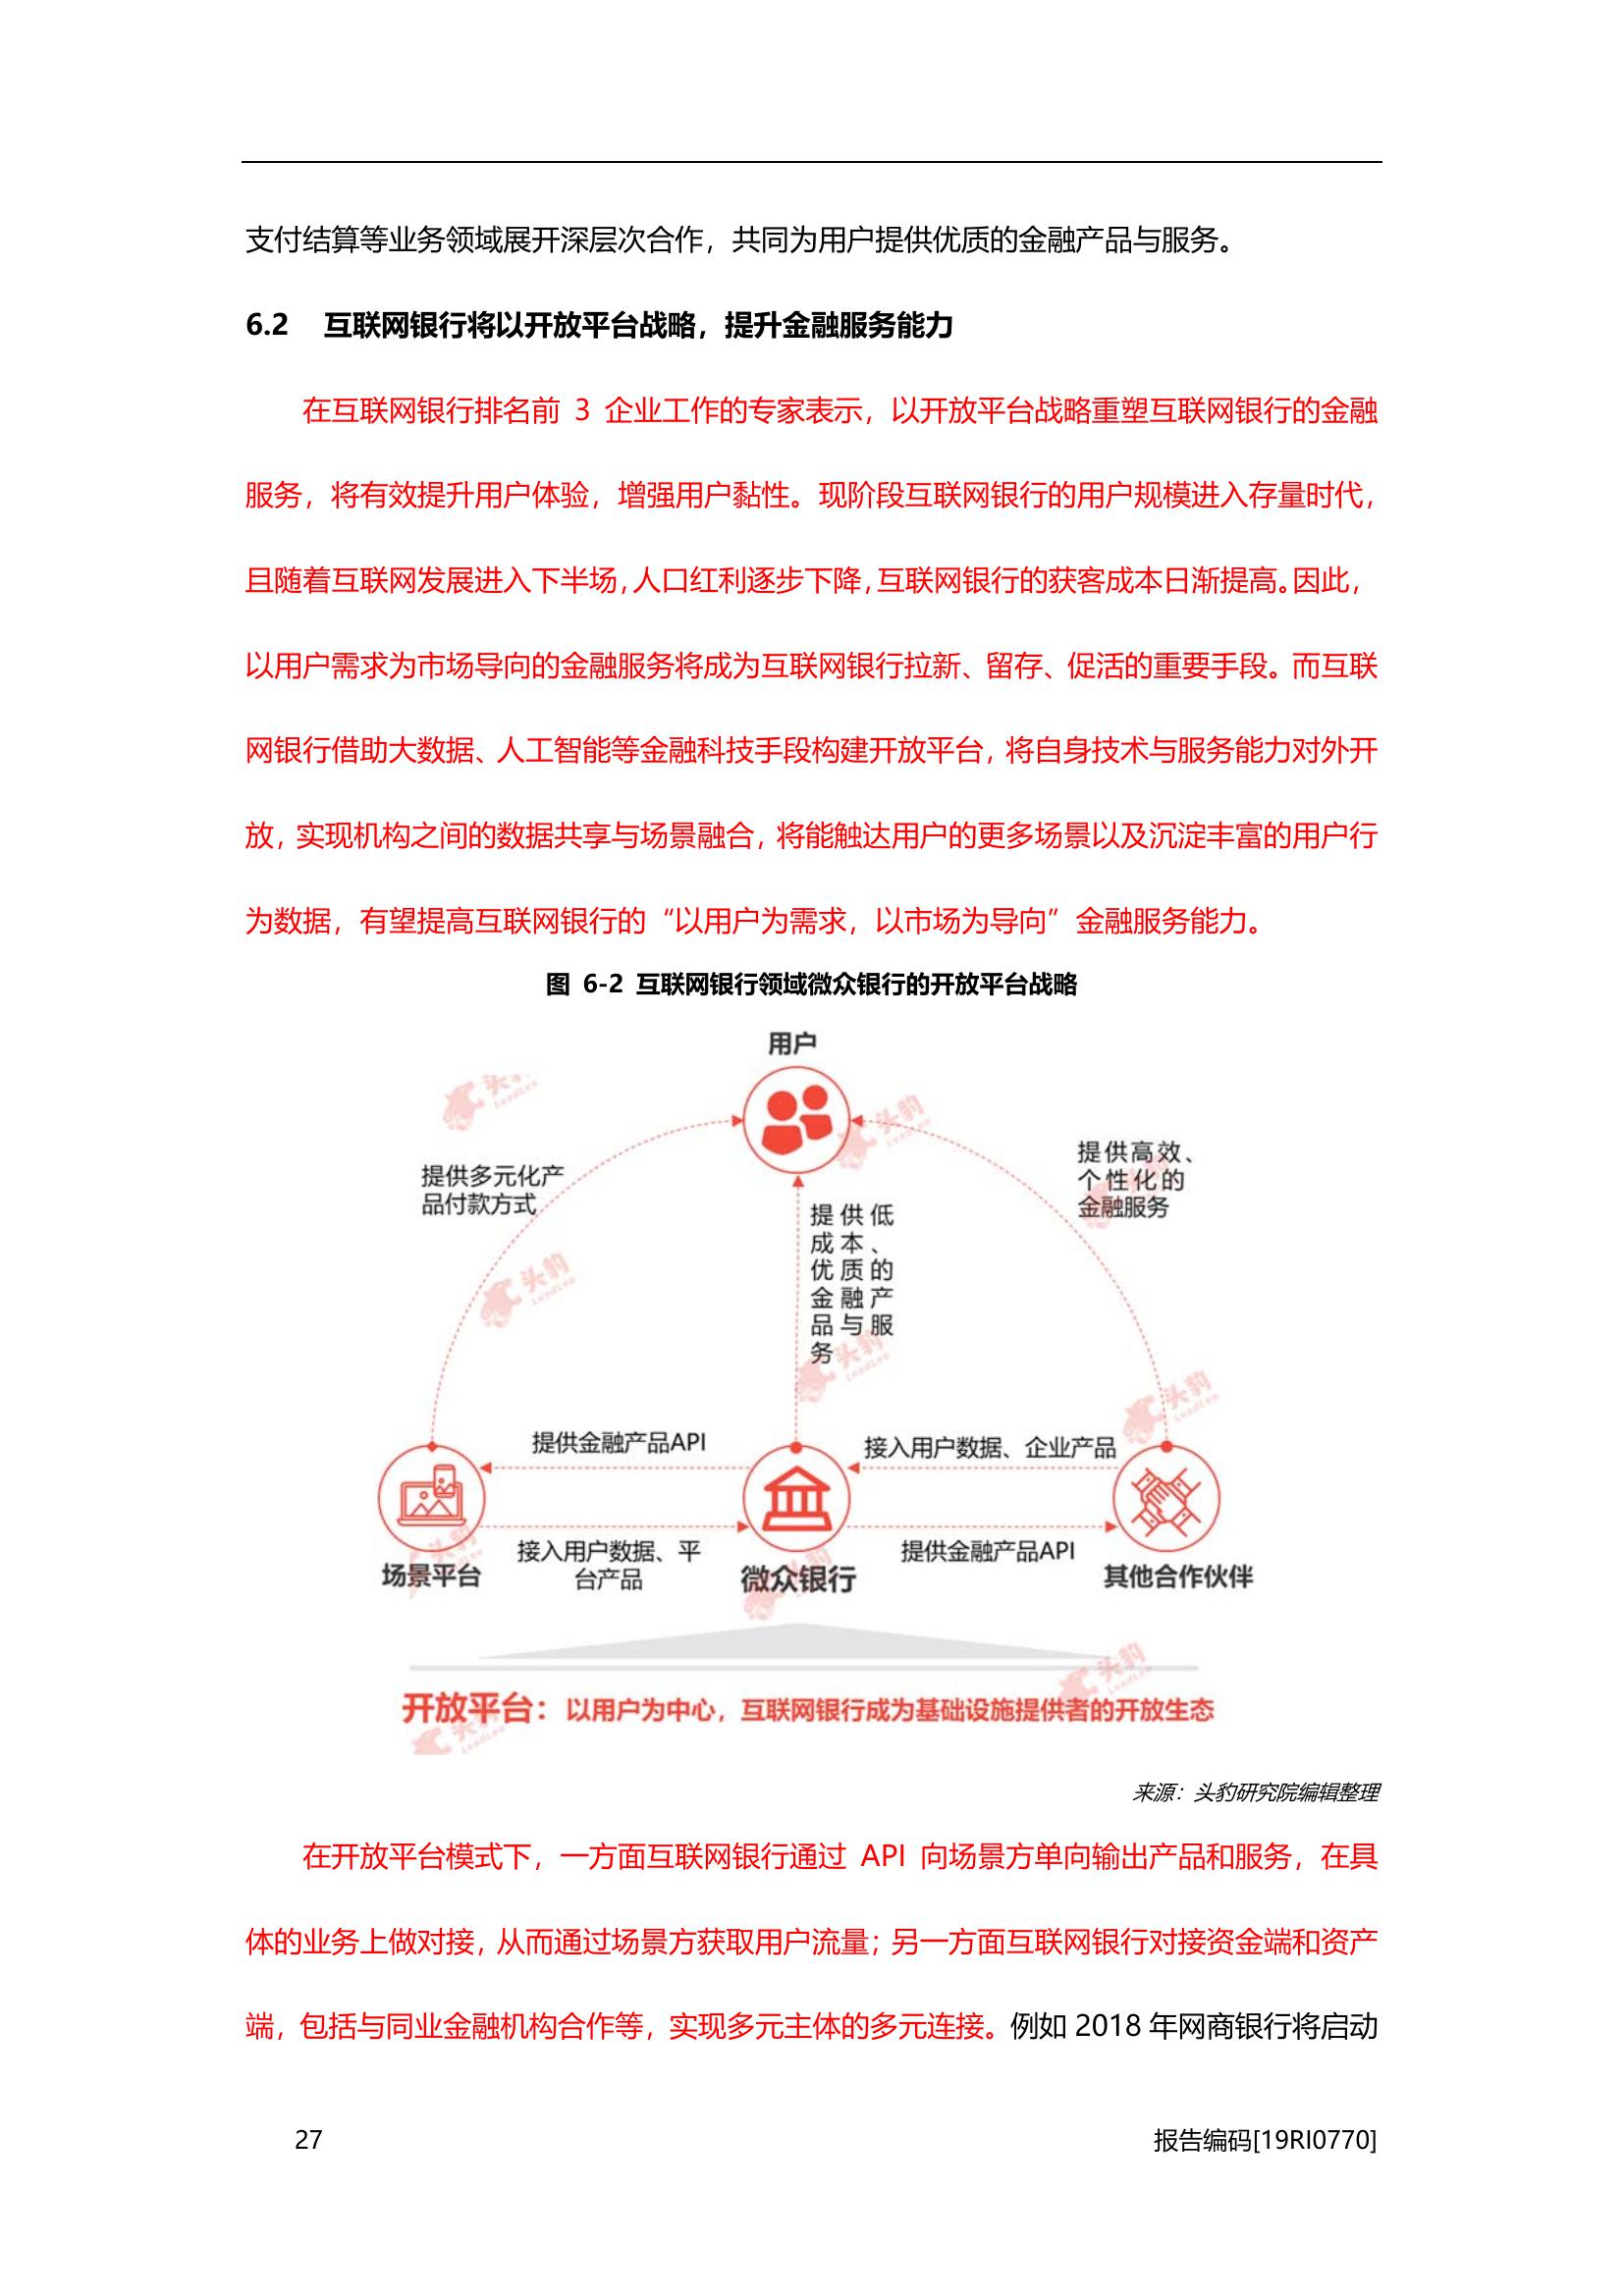 支付结算等业务领域展开深层次合作，共同为用户提供优质的金融产品与服务。
6.2 互联网银行将以开放平台战略，提升金融服务能力
在互联网银行排名前 3 企业工作的专家表示，以开放平台战略重塑互联网银行的金融
服务，将有效提升用户体验，增强用户黏性。现阶段互联网银行的用户规模进入存量时代，
且随着互联网发展进入下半场，人口红利逐步下降，互联网银行的获客成本日渐提高。因此，
以用户需求为市场导向的金融服务将成为互联网银行拉新、留存、促活的重要手段。而互联
网银行借助大数据、人工智能等金融科技手段构建开放平台，将自身技术与服务能力对外开
放，实现机构之间的数据共享与场景融合，将能触达用户的更多场景以及沉淀丰富的用户行
为数据，有望提高互联网银行的“以用户为需求，以市场为导向”金融服务能力。
图 6-2 互联网银行领域微众银行的开放平台战略
用户
提供多元化产
品付款方式
提供高效、
个性化的
金融服务
提供低
成本、
优质的
金融产
品与服
务
提供金融产品API
接入用户数据、企业产品
接入用户数据、平
台产品
提供金融产品API
场景平台
微众银行
其他合作伙伴
开放平台：以用户为中心，互联网银行成为基础设施提供者的开放生态
来源：头豹研究院编辑整理
在开放平台模式下，一方面互联网银行通过 API 向场景方单向输出产品和服务，在具
体的业务上做对接，从而通过场景方获取用户流量；另一方面互联网银行对接资金端和资产
端，包括与同业金融机构合作等，实现多元主体的多元连接。例如 2018 年网商银行将启动
27
报告编码[19RI0770]